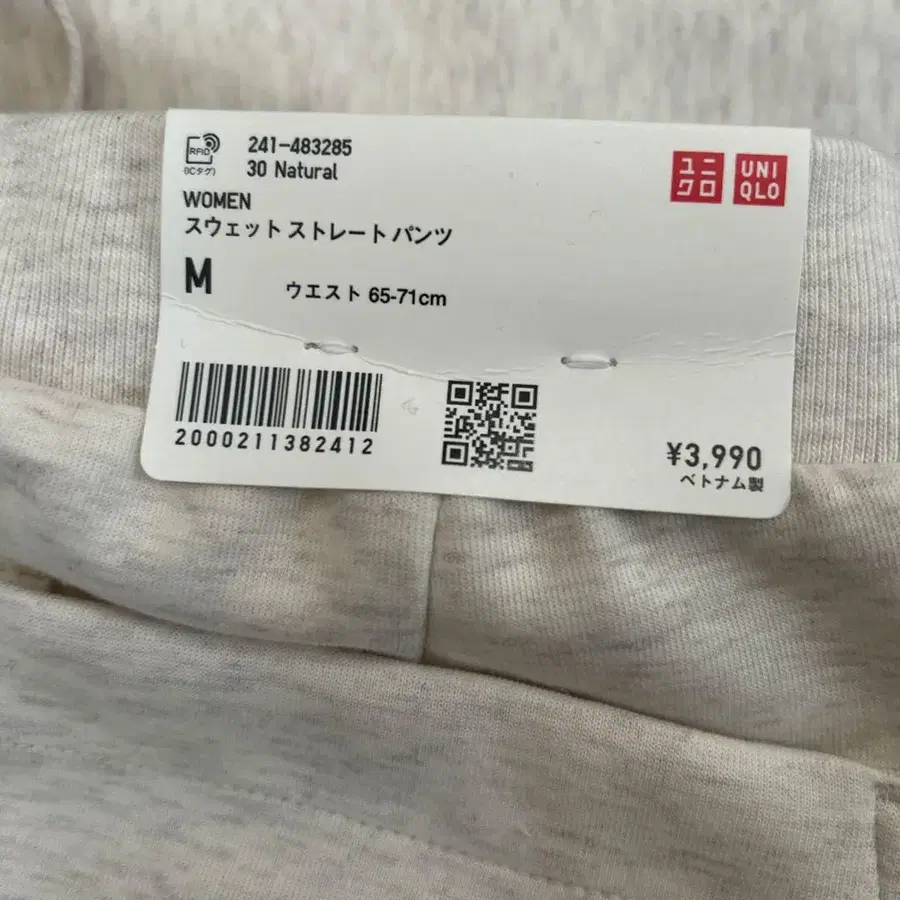 RFID
(ICタグ)
241-483285
30 Natural
ユニクロ
UNIQLO
WOMEN
スウェット ストレート パンツ
M
ウエスト 65-71cm
2000211382412
¥3,990
ベトナム製